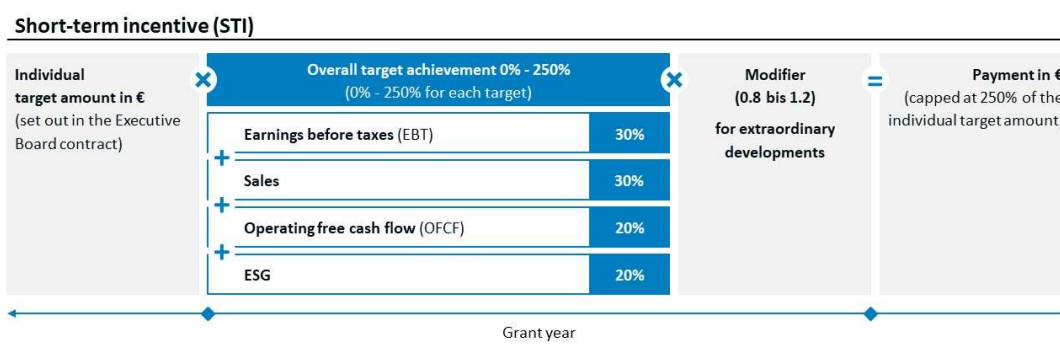 Short-term incentive (STI)
Individual
target amount in €
(set out in the Executive
Board contract)
×
Overall target achievement 0% - 250%
(0% - 250% for each target)
Earnings before taxes (EBT) 30%
+
Sales 30%
+
Operating free cash flow (OFCF) 20%
+
ESG 20%
×
Modifier
(0.8 bis 1.2)
for extraordinary
developments
=
Payment in €
(capped at 250% of the
individual target amount
Grant year